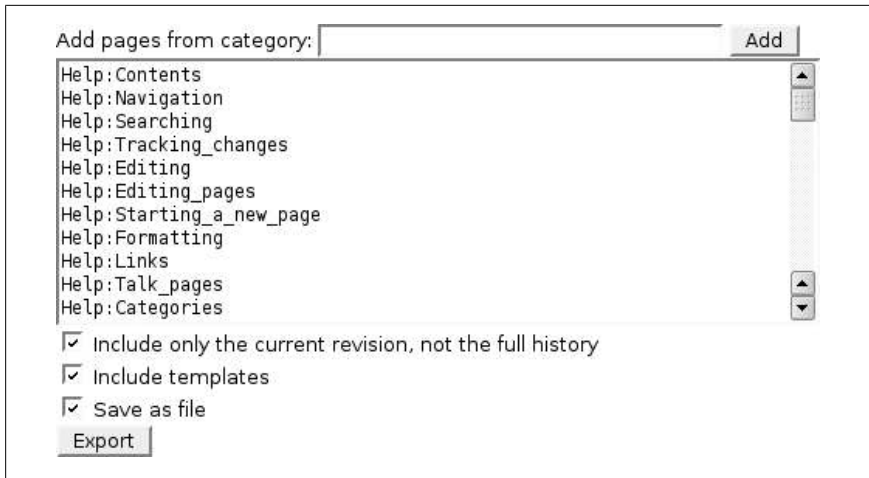 Add pages from category: Add
Help:Contents
Help:Navigation
Help:Searching
Help:Tracking_changes
Help:Editing
Help:Editing_pages
Help:Starting_a_new_page
Help:Formatting
Help:Links
Help:Talk_pages
Help:Categories
Include only the current revision, not the full history
Include templates
Save as file
Export